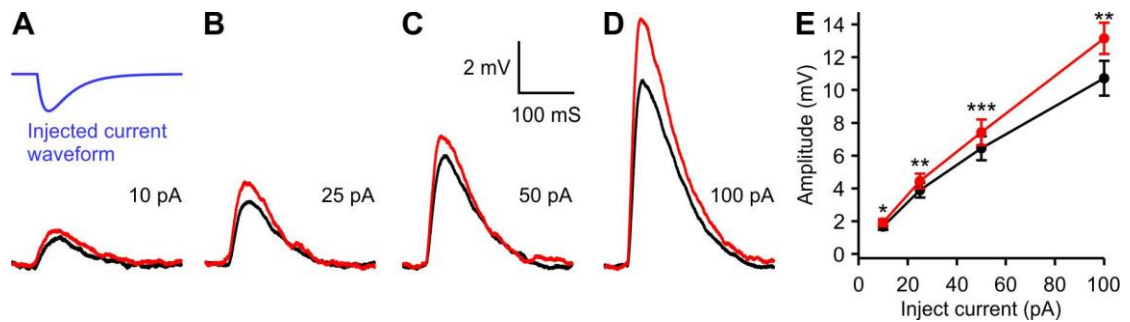 A
B
C
D
E
Injected current
waveform
2 mV
100 mS
10 pA
25 pA
50 pA
100 pA
14
12
10
8
6
4
2
0
Amplitude (mV)
*
**
***
**
0
20
40
60
80
100
Inject current (pA)